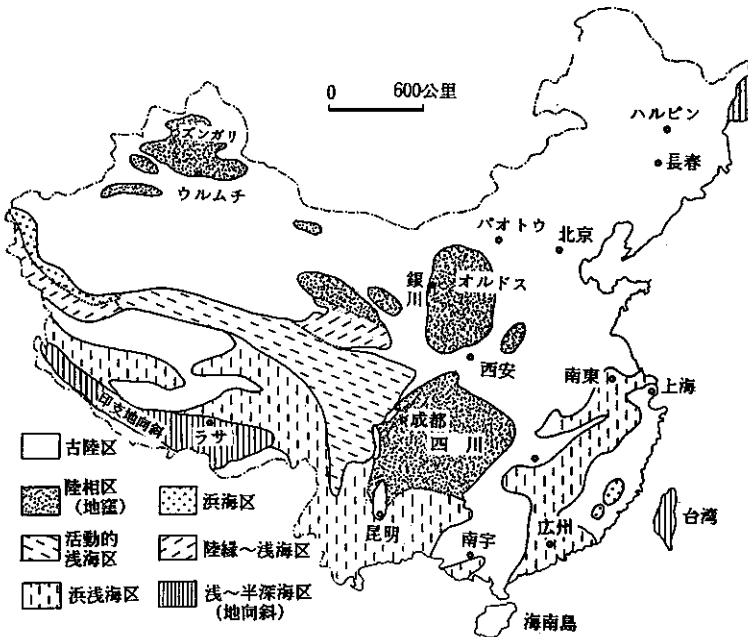 0 600公里
ハルビン
長春
ズンガリ
ウルムチ
パオトウ
北京
銀川
オルドス
西安
南東
上海
成都
四川
印支地向斜
ラサ
昆明
南宇
広州
台湾
海南島
古陸区
陸相区
(地窪)
浜海区
活動的
浅海区
陸縁~浅海区
浜浅海区
浅~半深海区
(地向斜)